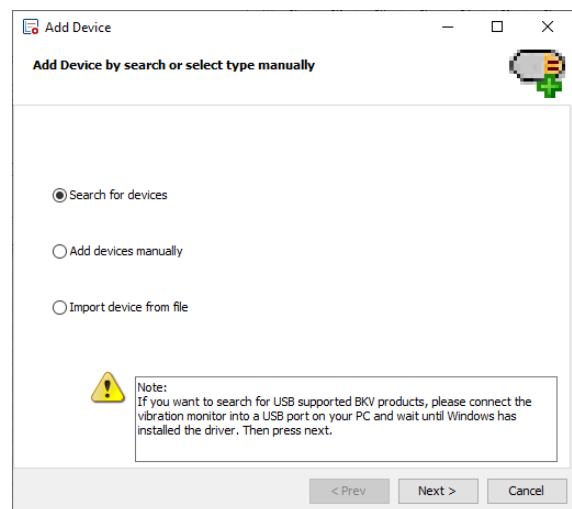 Add Device
Add Device by search or select type manually
Search for devices
Add devices manually
Import device from file
Note:
If you want to search for USB supported BKV products, please connect the
vibration monitor into a USB port on your PC and wait until Windows has
installed the driver. Then press next.
< Prev
Next >
Cancel